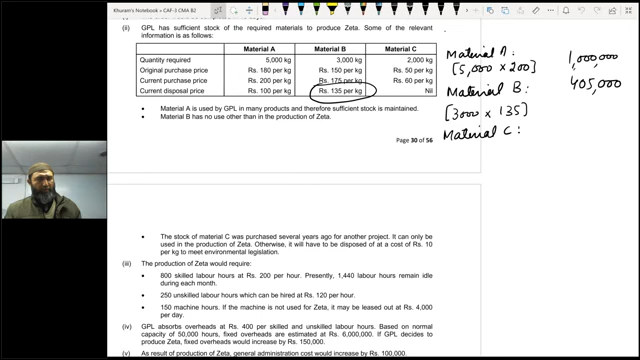 Khuram's Notebook » CAF-3 CMA B2
(ii) GPL has sufficient stock of the required materials to produce Zeta. Some of the relevant
information is as follows:
Material A Material B Material C
Quantity required 5,000 kg 3,000 kg 2,000 kg
Original purchase price Rs. 180 per kg Rs. 150 per kg Rs. 50 per kg
Current purchase price Rs. 200 per kg Rs. 175 per kg Rs. 60 per kg
Current disposal price Rs. 100 per kg Rs. 135 per kg Nil
• Material A is used by GPL in many products and therefore sufficient stock is maintained.
• Material B has no use other than in the production of Zeta.
Page 30 of 56
Material A:
[5,000 x 200] 1,000,000
Material B: 405,000
[3000 x 135]
Material C:
• The stock of material C was purchased several years ago for another project. It can only be
used in the production of Zeta. Otherwise, it will have to be disposed of at a cost of Rs. 10
per kg to meet environmental legislation.
(iii) The production of Zeta would require:
• 800 skilled labour hours at Rs. 200 per hour. Presently, 1,440 labour hours remain idle
during each month.
• 250 unskilled labour hours which can be hired at Rs. 120 per hour.
• 150 machine hours. If the machine is not used for Zeta, it may be leased out at Rs. 4,000
per day.
(iv) GPL absorbs overheads at Rs. 400 per skilled and unskilled labour hours. Based on normal
capacity of 50,000 hours, fixed overheads are estimated at Rs. 6,000,000. If GPL decides to
produce Zeta, fixed overheads would increase by Rs. 150,000.
(v) As result of production of Zeta, general administration cost would increase by Rs. 100,000.